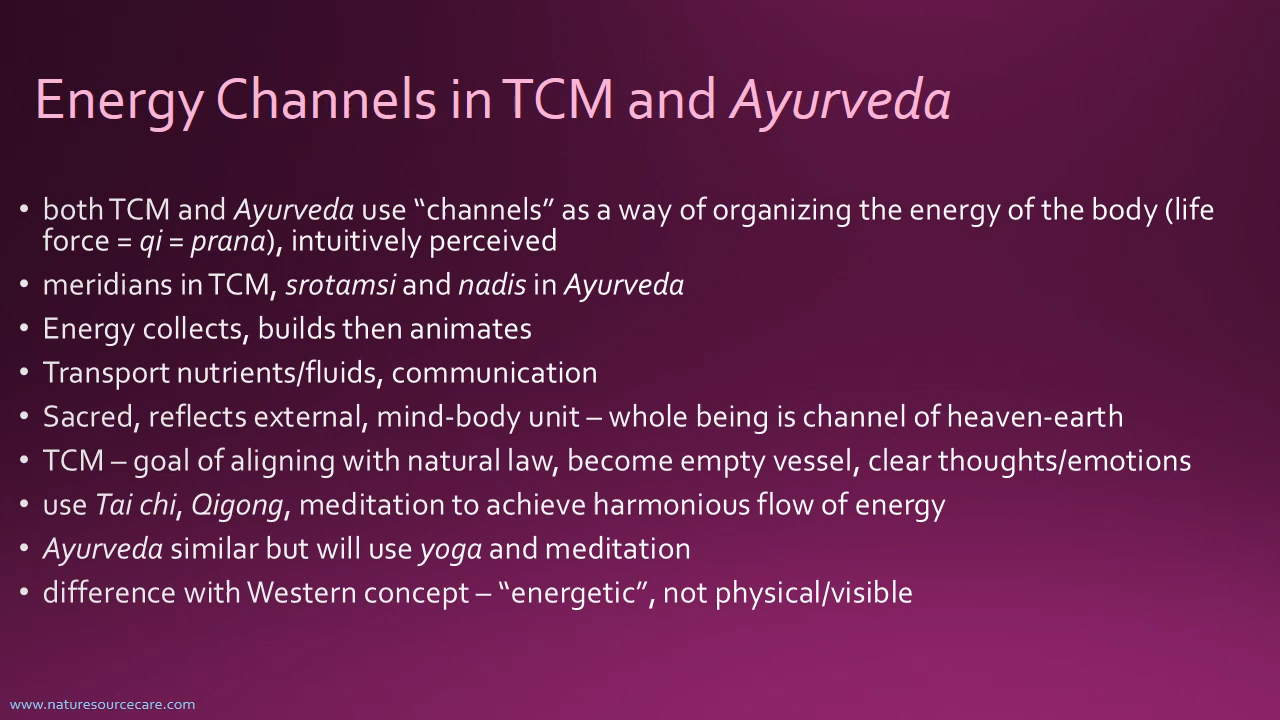 Energy Channels in TCM and Ayurveda
• both TCM and Ayurveda use “channels” as a way of organizing the energy of the body (life
force = qi = prana), intuitively perceived
• meridians in TCM, srotamsi and nadis in Ayurveda
• Energy collects, builds then animates
• Transport nutrients/fluids, communication
• Sacred, reflects external, mind-body unit – whole being is channel of heaven-earth
• TCM – goal of aligning with natural law, become empty vessel, clear thoughts/emotions
• use Tai chi, Qigong, meditation to achieve harmonious flow of energy
• Ayurveda similar but will use yoga and meditation
• difference with Western concept – “energetic”, not physical/visible
www.naturesourcecare.com